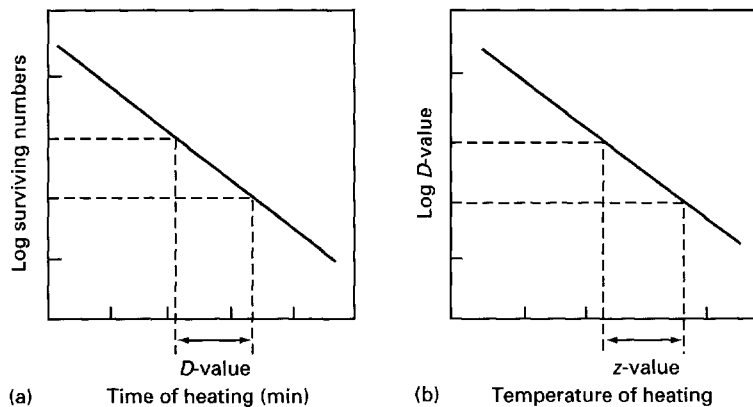 Log surviving numbers
D-value
(a) Time of heating (min)
Log D-value
z-value
(b) Temperature of heating